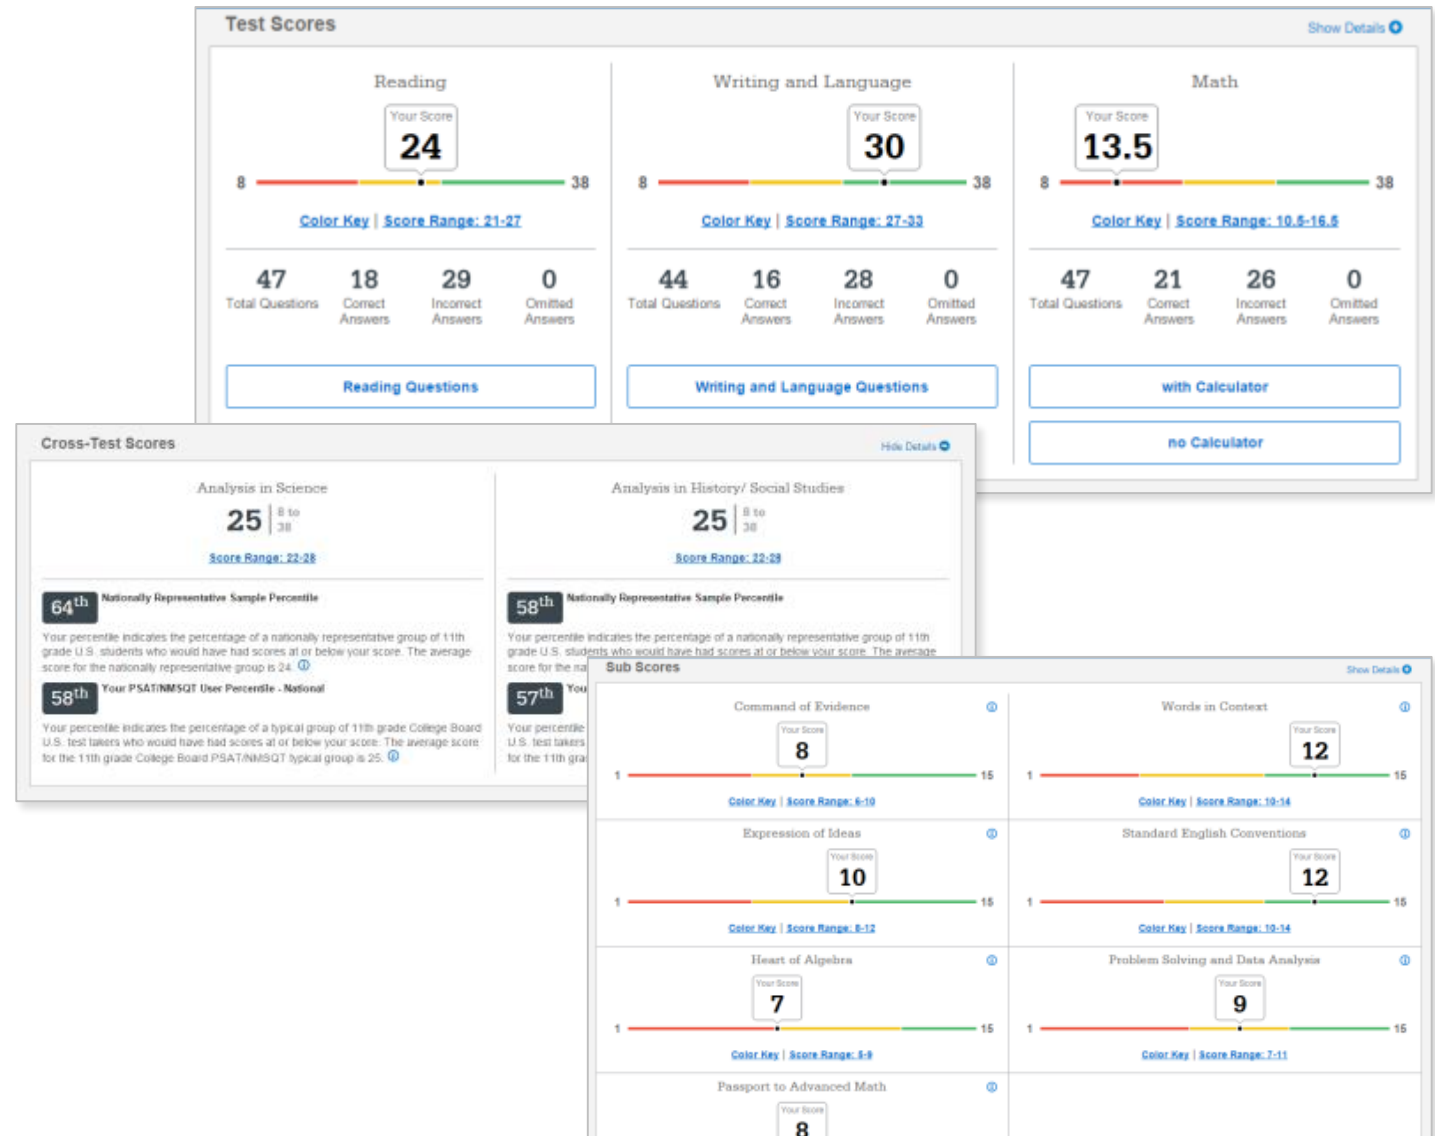 Test Scores
Show Details
Reading
Your Score
24
8
38
Color Key | Score Range: 21-27
47
18
29
0
Total Questions
Correct
Answers
Incorrect
Answers
Omitted
Answers
Reading Questions
Writing and Language
Your Score
30
8
38
Color Key | Score Range: 27-33
44
16
28
0
Total Questions
Correct
Answers
Incorrect
Answers
Omitted
Answers
Writing and Language Questions
Math
Your Score
13.5
8
38
Color Key | Score Range: 10.5-16.5
47
21
26
0
Total Questions
Correct
Answers
Incorrect
Answers
Omitted
Answers
with Calculator
no Calculator
Cross-Test Scores
Hide Details
Analysis in Science
25 | 8 to
38
Score Range: 22-28
64th Nationally Representative Sample Percentile
Your percentile indicates the percentage of a nationally representative group of 11th
grade U.S. students who would have had scores at or below your score. The average
score for the nationally representative group is 24.
58th Your PSAT/NMSQT User Percentile - National
Your percentile indicates the percentage of a typical group of 11th grade College Board
U.S. test takers who would have had scores at or below your score. The average score
for the 11th grade College Board PSAT/NMSQT typical group is 25.
Analysis in History/ Social Studies
25 | 8 to
38
Score Range: 22-28
58th Nationally Representative Sample Percentile
Your percentile indicates the percentage of a nationally representative group of 11th
grade U.S. students who would have had scores at or below your score. The average
score for the na
57th You
Your percentile
U.S. test takers
for the 11th gra
Sub Scores
Show Details
Command of Evidence
Your Score
8
1
15
Color Key | Score Range: 6-10
Words in Context
Your Score
12
1
15
Color Key | Score Range: 10-14
Expression of Ideas
Your Score
10
1
15
Color Key | Score Range: 8-12
Standard English Conventions
Your Score
12
1
15
Color Key | Score Range: 10-14
Heart of Algebra
Your Score
7
1
15
Color Key | Score Range: 5-9
Problem Solving and Data Analysis
Your Score
9
1
15
Color Key | Score Range: 7-11
Passport to Advanced Math
Your Score
8